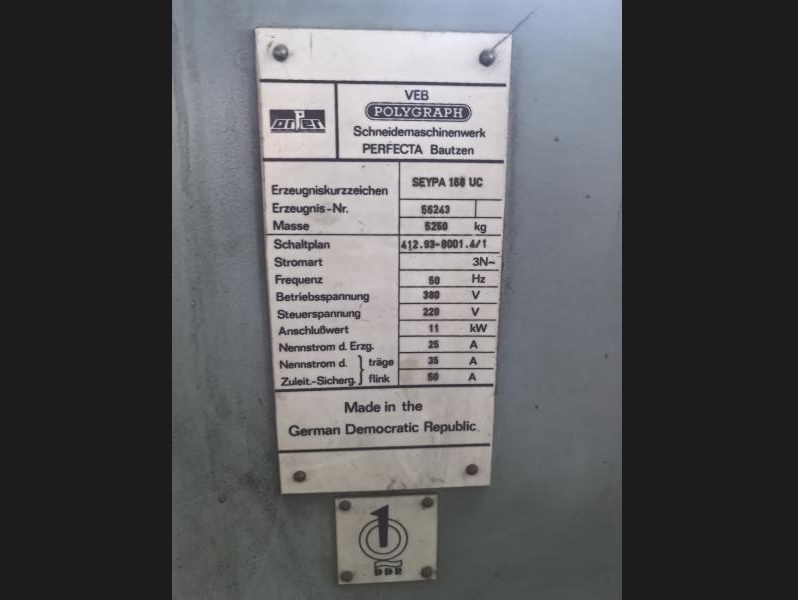 VEB
POLYGRAPH
Schneidemaschinenwerk
PERFECTA Bautzen
Erzeugniskurzzeichen SEYPA 168 UC
Erzeugnis-Nr. 56243
Masse 5250 kg
Schaltplan 412.93-8001.4/1
Stromart 3N~
Frequenz 50 Hz
Betriebsspannung 380 V
Steuerspannung 220 V
Anschlußwert 11 kW
Nennstrom d. Erzg. 25 A
Nennstrom d. träge 35 A
Zuleit.-Sicherg. flink 50 A
Made in the
German Democratic Republic
1
DDR